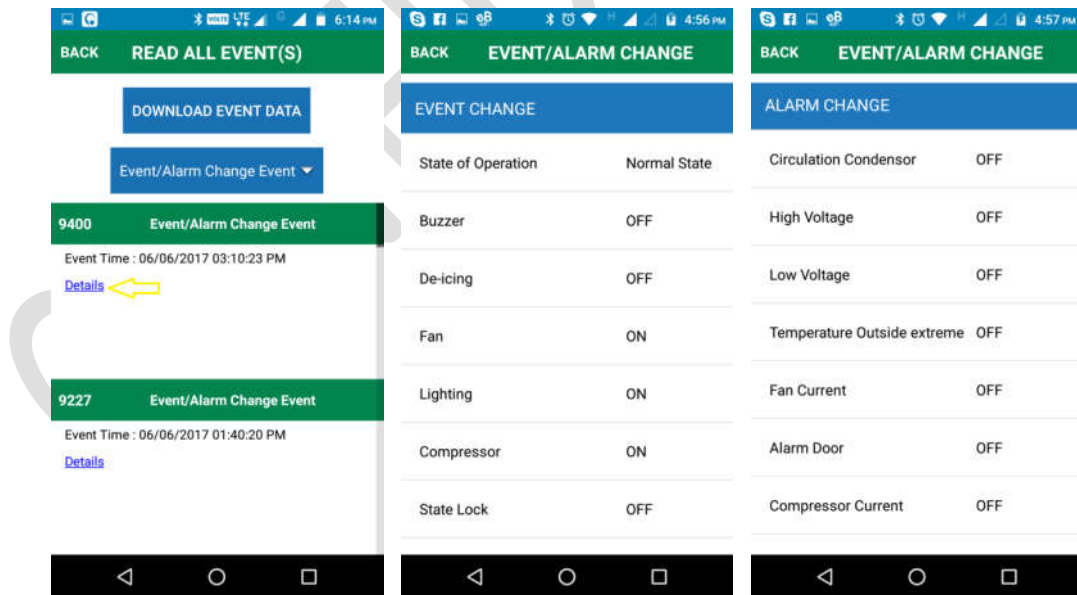 6:14 PM
BACK READ ALL EVENT(S)
DOWNLOAD EVENT DATA
Event/Alarm Change Event
9400 Event/Alarm Change Event
Event Time : 06/06/2017 03:10:23 PM
Details
9227 Event/Alarm Change Event
Event Time : 06/06/2017 01:40:20 PM
Details
4:56 PM
BACK EVENT/ALARM CHANGE
EVENT CHANGE
State of Operation Normal State
Buzzer OFF
De-icing OFF
Fan ON
Lighting ON
Compressor ON
State Lock OFF
4:57 PM
BACK EVENT/ALARM CHANGE
ALARM CHANGE
Circulation Condensor OFF
High Voltage OFF
Low Voltage OFF
Temperature Outside extreme OFF
Fan Current OFF
Alarm Door OFF
Compressor Current OFF